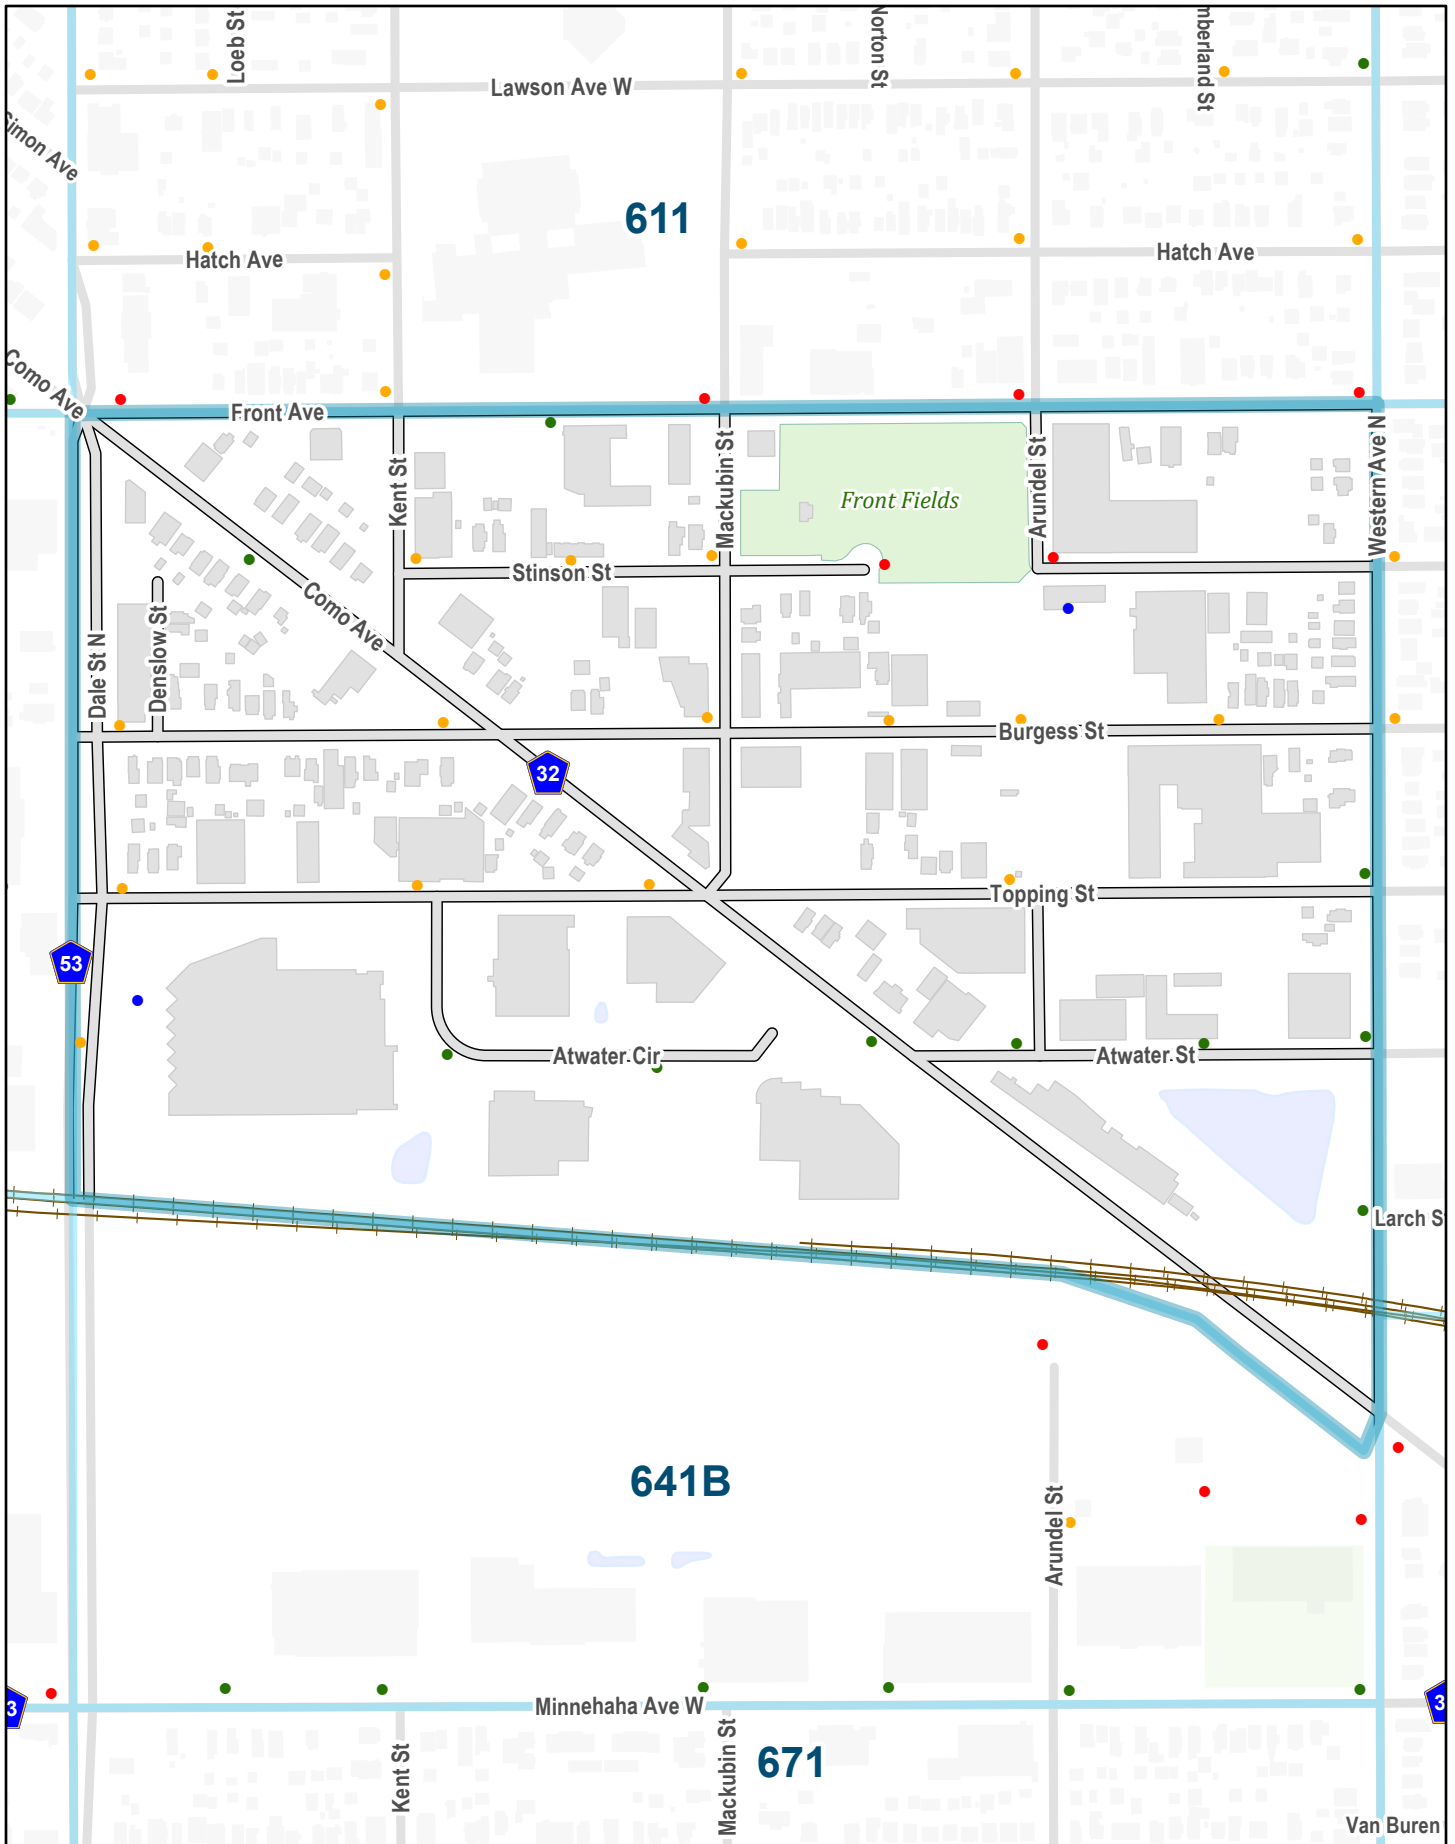 Loeb St
Norton St
mberland St
Lawson Ave W
Simon Ave
611
Hatch Ave
Hatch Ave
Como Ave
Front Ave
Kent St
Mackubin St
Front Fields
Arundel St
Western Ave N
Stinson St
Como Ave
Dale St N
Denslow St
Burgess St
32
Topping St
53
Atwater Cir
Atwater St
Larch S
641B
Arundel St
3
Minnehaha Ave W
3
Kent St
Mackubin St
671
Van Buren